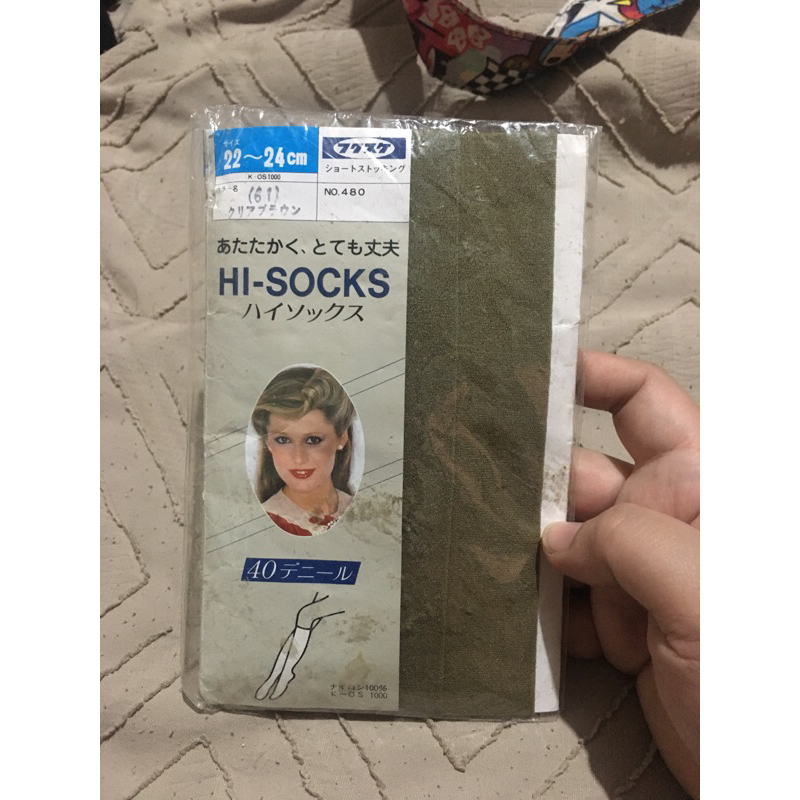 サイズ
22～24cm
K-OS1000
(61)
クリアブラウン
フクスケ
ショートストッキング
NO.480
あたたかく、とても丈夫
HI-SOCKS
ハイソックス
40デニール
ナイロン100%
K-OS 1000